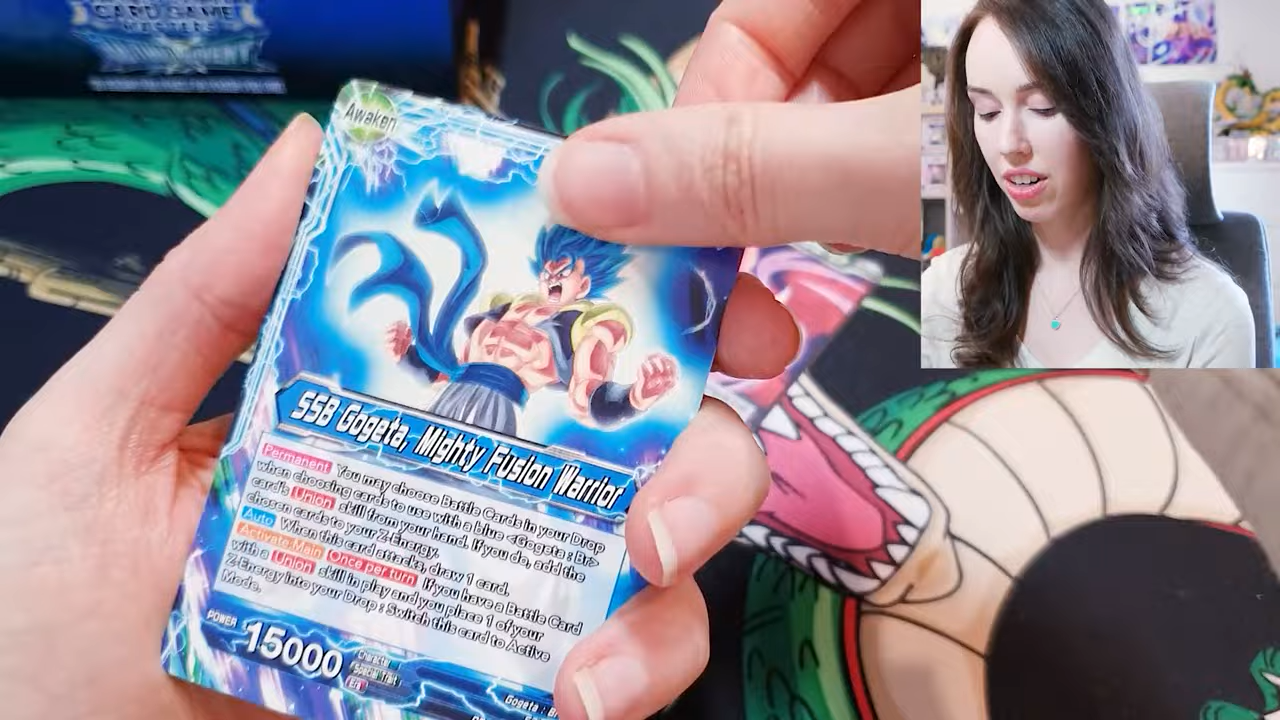 CARD GAME
Awaken
SSB Gogeta, Mighty Fusion Warrior
Permanent You may choose Battle Cards in your Drop
when choosing cards to use with a blue <Gogeta : Br>
card's Union skill from your hand. If you do, add the
chosen cards to your Z-Energy.
Auto When this card attacks, draw 1 card.
Activate Main Once per turn If you have a Battle Card
with a Union skill in play and you place 1 of your
Z-Energy into your Drop : Switch this card to Active
Mode.
POWER
15000
Character
Special Trait
Gogeta : Br